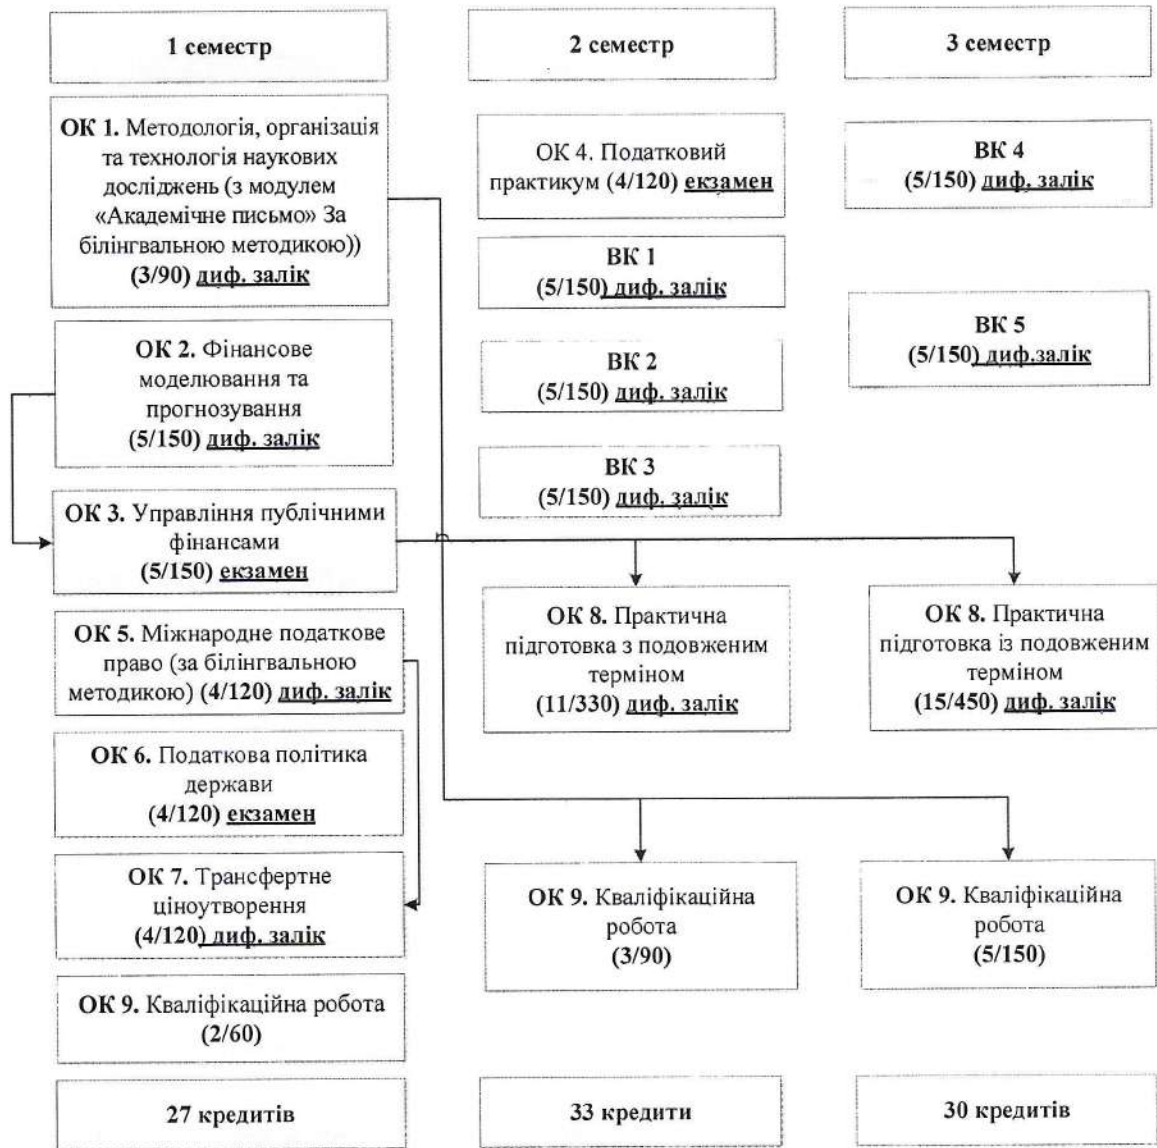 1 семестр
2 семестр
3 семестр
ОК 1. Методологія, організація
та технологія наукових
досліджень (з модулем
«Академічне письмо» За
білінгвальною методикою))
(3/90) диф. залік
ОК 2. Фінансове
моделювання та
прогнозування
(5/150) диф. залік
ОК 3. Управління публічними
фінансами
(5/150) екзамен
ОК 5. Міжнародне податкове
право (за білінгвальною
методикою) (4/120) диф. залік
ОК 6. Податкова політика
держави
(4/120) екзамен
ОК 7. Трансфертне
ціноутворення
(4/120) диф. залік
ОК 9. Кваліфікаційна робота
(2/60)
27 кредитів
ОК 4. Податковий
практикум (4/120) екзамен
ВК 1
(5/150) диф. залік
ВК 2
(5/150) диф. залік
ВК 3
(5/150) диф. залік
ОК 8. Практична
підготовка з подовженим
терміном
(11/330) диф. залік
ОК 9. Кваліфікаційна
робота
(3/90)
33 кредити
ВК 4
(5/150) диф. залік
ВК 5
(5/150) диф.залік
ОК 8. Практична
підготовка із подовженим
терміном
(15/450) диф. залік
ОК 9. Кваліфікаційна
робота
(5/150)
30 кредитів